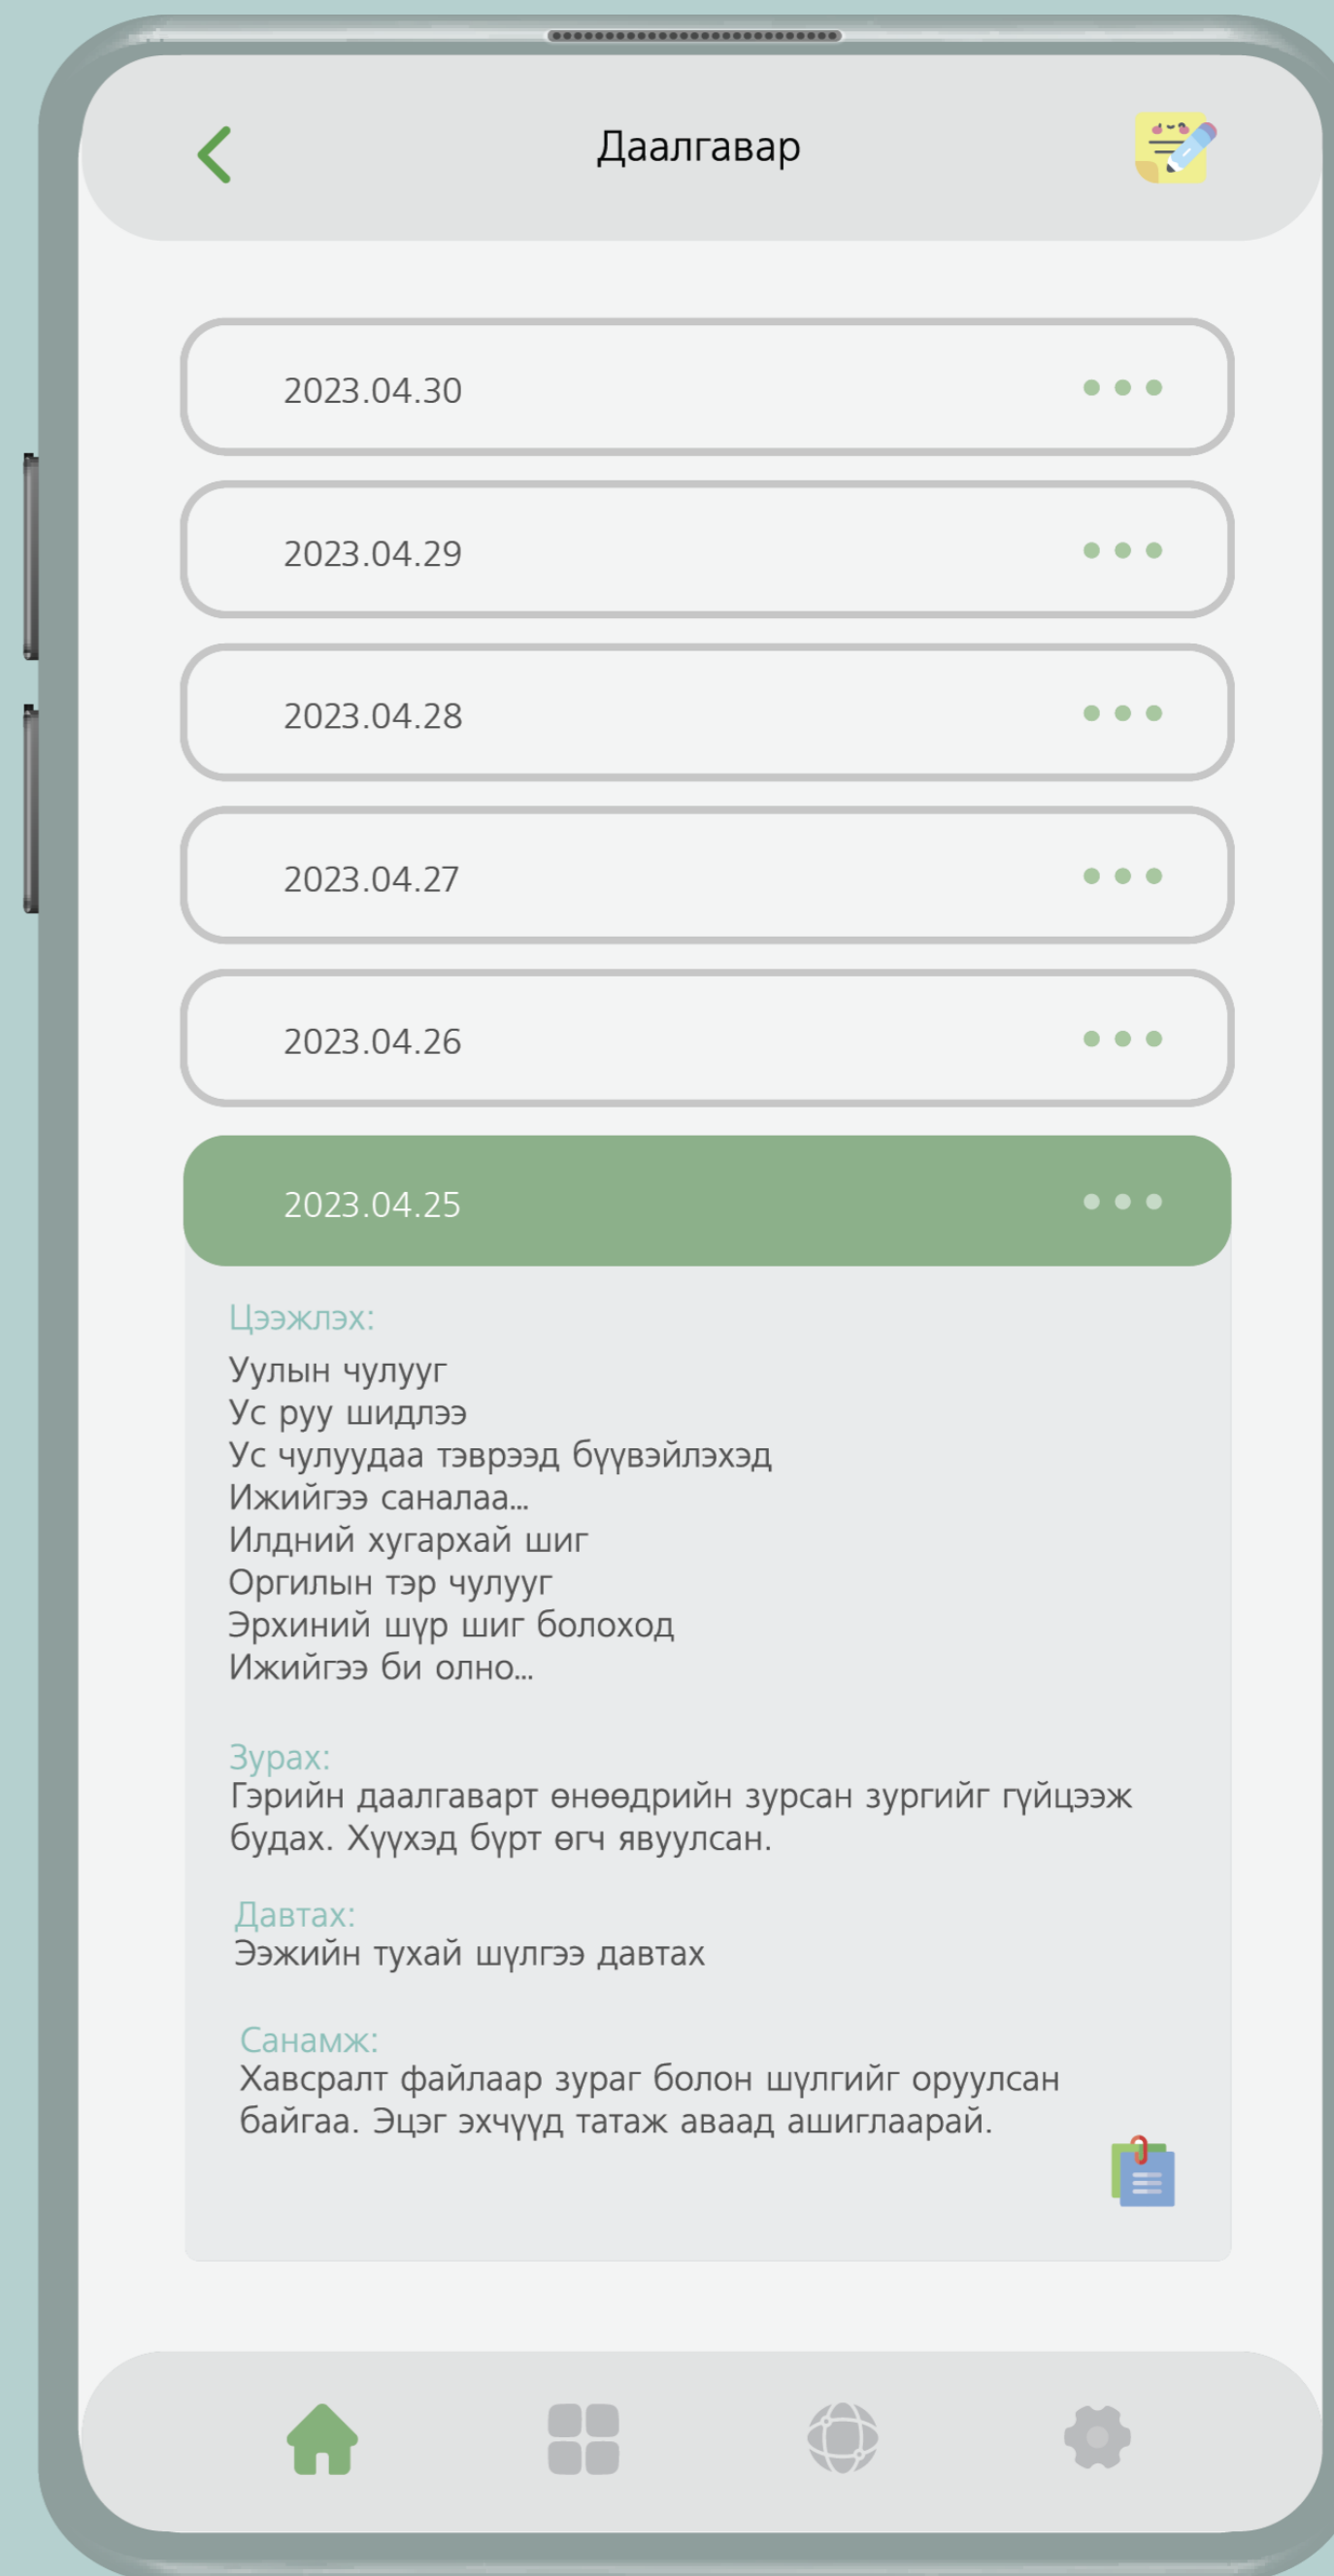 Даалгавар
2023.04.30
2023.04.29
2023.04.28
2023.04.27
2023.04.26
2023.04.25
Цээжлэх:
Уулын чулууг
Ус руу шидлээ
Ус чулуудаа тэврээд бүүвэйлэхэд
Ижийгээ саналаа...
Илдний хугархай шиг
Оргилын тэр чулууг
Эрхиний шүр шиг болоход
Ижийгээ би олно...
Зурах:
Гэрийн даалгаварт өнөөдрийн зурсан зургийг гүйцээж
будах. Хүүхэд бүрт өгч явуулсан.
Давтах:
Ээжийн тухай шүлгээ давтах
Санамж:
Хавсралт файлаар зураг болон шүлгийг оруулсан
байгаа. Эцэг эхчүүд татаж аваад ашиглаарай.